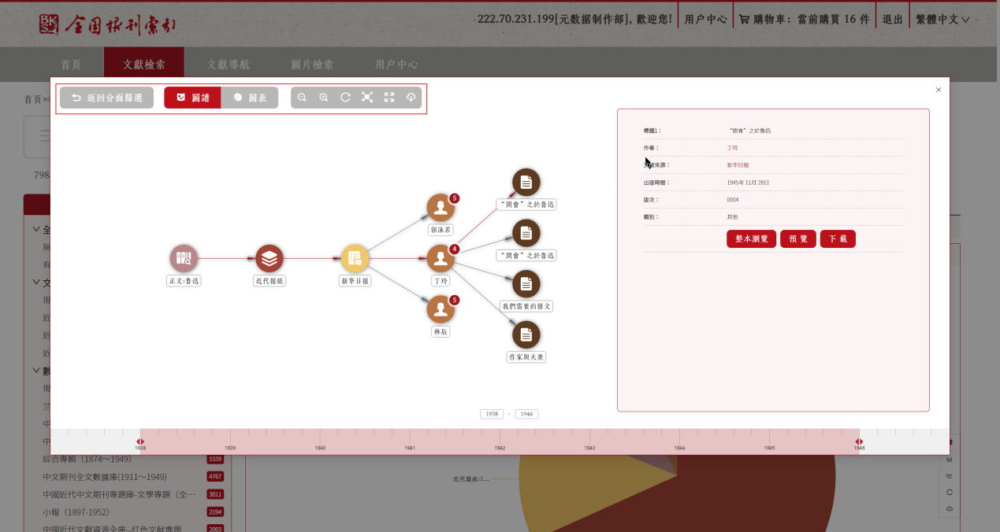 全国报刊索引
222.70.231.199[元数据制作部], 歡迎您!
用户中心
購物車: 當前購買 16 件
退出
繁體中文
首頁
文獻檢索
文獻導航
圖片檢索
用户中心
首頁>>
返回分面篩選
圖譜
圖表
×
798
標題1:
“開會”之於魯迅
作者:
丁玲
文獻來源:
新华日报
出版時間:
1945年 11月 28日
版次:
0004
類別:
其他
整本瀏覽
預 覽
下 載
5
郭沫若
“開會”之於魯迅
“開會”之於魯迅
4
正文:魯迅
近代報紙
新华日报
丁玲
我們需要的雜文
5
林辰
作家與大衆
全
無
有
文
現
近
近
近
數
現
兰
中
中
1938 - 1946
1938
1939
1940
1941
1942
1943
1944
1945
1946
綜合專輯（1874～1949）
5339
中文期刊全文數據庫(1911～1949)
4767
中國近代中文期刊專題庫-文學專題（全…
3011
小報（1897-1952）
2194
中國近代文獻資源全庫--紅色文獻專題
2003
近代報紙:1...